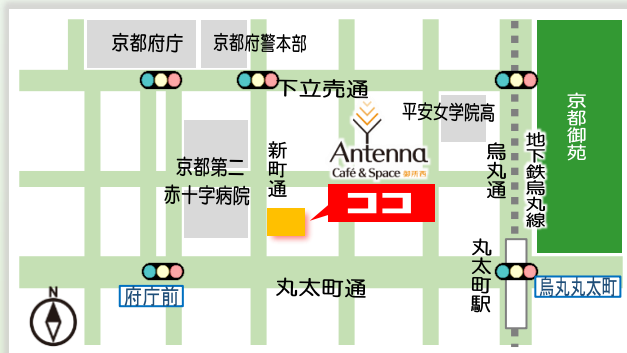 京都府庁
京都府警本部
下立売通
平安女学院高
京都御苑
京都第二
赤十字病院
新町通
Antenna
Café & Space 御所西
ココ
烏丸通
地下鉄烏丸線
丸太町駅
府庁前
丸太町通
烏丸丸太町
N